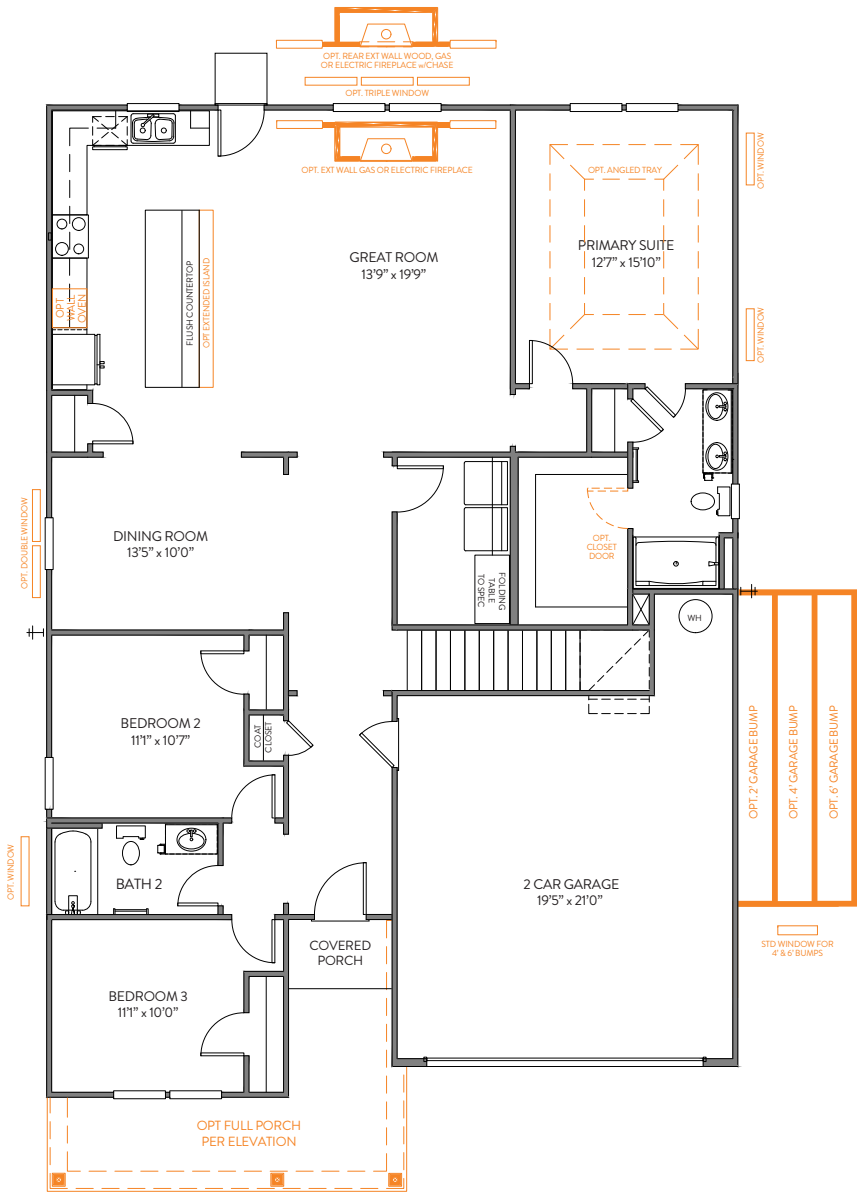 OPT. REAR EXT WALL WOOD, GAS
OR ELECTRIC FIREPLACE w/CHASE
OPT. TRIPLE WINDOW
OPT. EXT WALL GAS OR ELECTRIC FIREPLACE
OPT. ANGLED TRAY
OPT. WINDOW
GREAT ROOM
13'9" x 19'9"
PRIMARY SUITE
12'7" x 15'10"
FLUSH COUNTERTOP
OPT EXTENDED ISLAND
OPT
WALL
OVEN
OPT. WINDOW
OPT. DOUBLE WINDOW
DINING ROOM
13'5" x 10'0"
OPT.
CLOSET
DOOR
FOLDING
TABLE
TO SPEC
WH
BEDROOM 2
11'1" x 10'7"
COAT
CLOSET
OPT. 2' GARAGE BUMP
OPT. 4' GARAGE BUMP
OPT. 6' GARAGE BUMP
OPT. WINDOW
BATH 2
2 CAR GARAGE
19'5" x 21'0"
COVERED
PORCH
STD WINDOW FOR
4' & 6' BUMPS
BEDROOM 3
11'1" x 10'0"
OPT FULL PORCH
PER ELEVATION